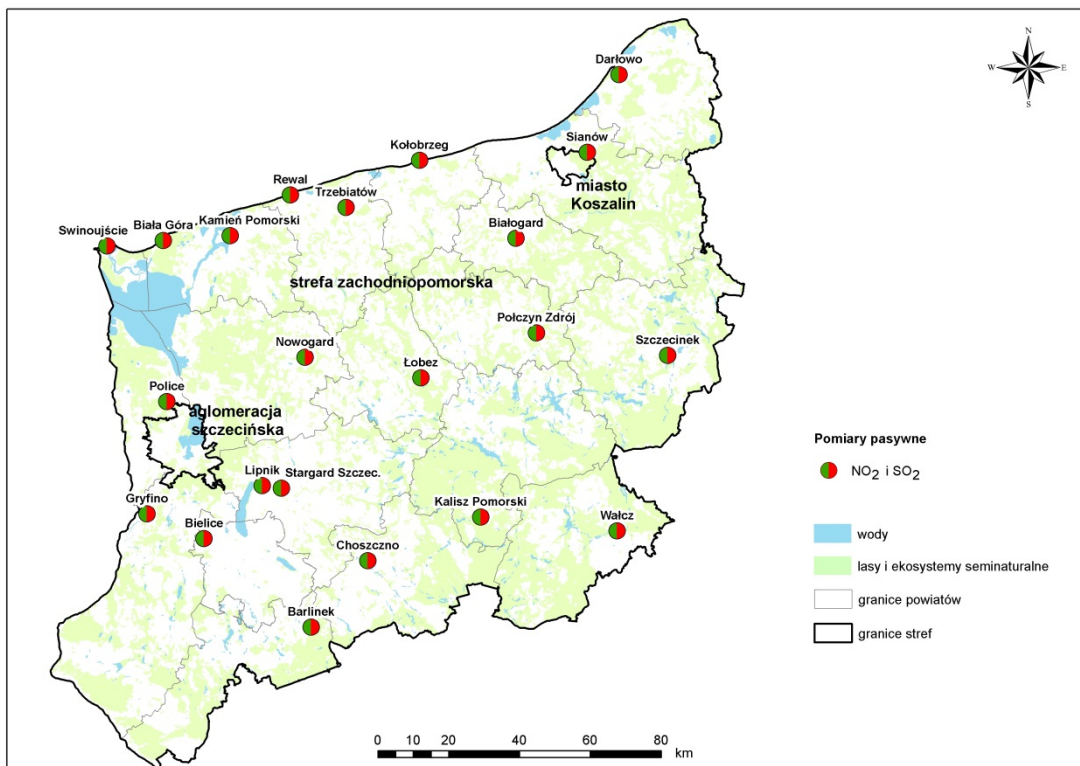 N
W
E
S
Darłowo
Sianów
Kołobrzeg
miasto
Koszalin
Rewal
Trzebiatów
Kamień Pomorski
Biała Góra
Swinoujście
Białogard
strefa zachodniopomorska
Połczyn Zdrój
Szczecinek
Nowogard
Łobez
Police
aglomeracja
szczecińska
Lipnik
Stargard Szczec.
Gryfino
Bielice
Kalisz Pomorski
Wałcz
Choszczno
Barlinek
Pomiary pasywne
NO2 i SO2
wody
lasy i ekosystemy seminaturalne
granice powiatów
granice stref
0 10 20 40 60 80
km